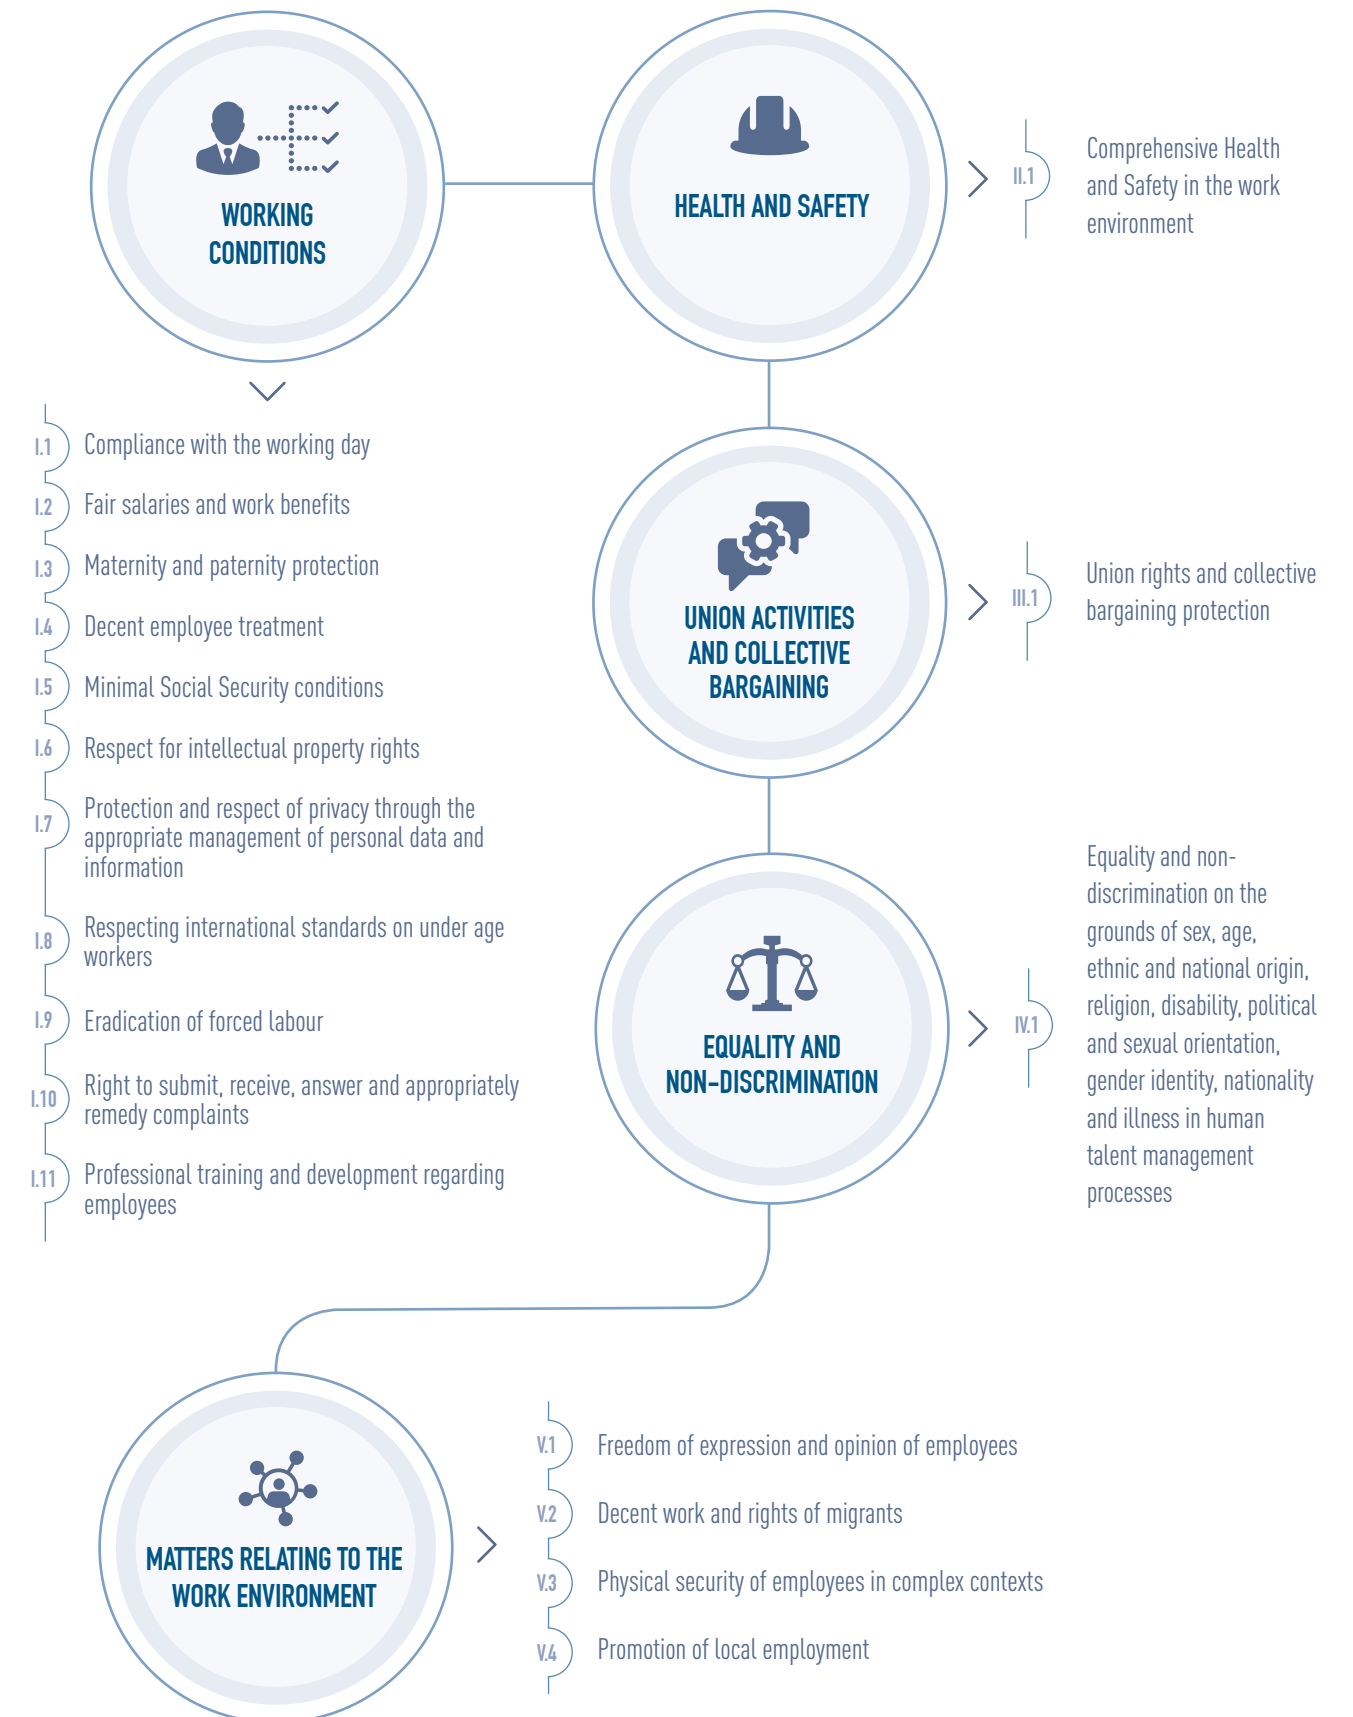 WORKING
CONDITIONS
I.1 Compliance with the working day
I.2 Fair salaries and work benefits
I.3 Maternity and paternity protection
I.4 Decent employee treatment
I.5 Minimal Social Security conditions
I.6 Respect for intellectual property rights
I.7 Protection and respect of privacy through the
appropriate management of personal data and
information
I.8 Respecting international standards on under age
workers
I.9 Eradication of forced labour
I.10 Right to submit, receive, answer and appropriately
remedy complaints
I.11 Professional training and development regarding
employees
HEALTH AND SAFETY
II.1 Comprehensive Health
and Safety in the work
environment
UNION ACTIVITIES
AND COLLECTIVE
BARGAINING
III.1 Union rights and collective
bargaining protection
EQUALITY AND
NON-DISCRIMINATION
IV.1 Equality and non-
discrimination on the
grounds of sex, age,
ethnic and national origin,
religion, disability, political
and sexual orientation,
gender identity, nationality
and illness in human
talent management
processes
MATTERS RELATING TO THE
WORK ENVIRONMENT
V.1 Freedom of expression and opinion of employees
V.2 Decent work and rights of migrants
V.3 Physical security of employees in complex contexts
V.4 Promotion of local employment